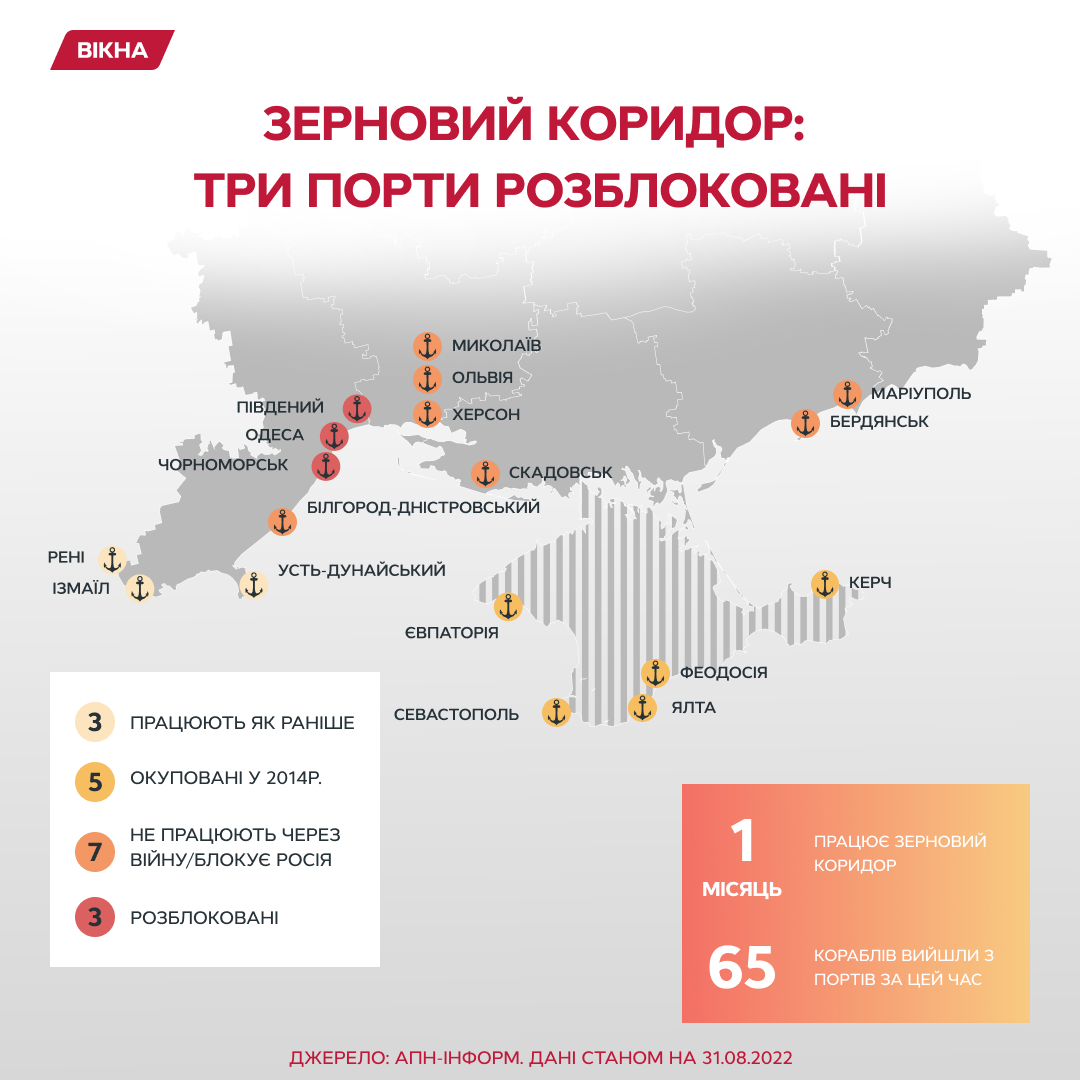 ВІКНА
ЗЕРНОВИЙ КОРИДОР:
ТРИ ПОРТИ РОЗБЛОКОВАНІ
МИКОЛАЇВ
ОЛЬВІЯ
ХЕРСОН
ПІВДЕНИЙ
ОДЕСА
ЧОРНОМОРСЬК
МАРІУПОЛЬ
БЕРДЯНСЬК
СКАДОВСЬК
БІЛГОРОД-ДНІСТРОВСЬКИЙ
РЕНІ
ІЗМАЇЛ
УСТЬ-ДУНАЙСЬКИЙ
КЕРЧ
ЄВПАТОРІЯ
ФЕОДОСІЯ
ЯЛТА
СЕВАСТОПОЛЬ
3 ПРАЦЮЮТЬ ЯК РАНІШЕ
5 ОКУПОВАНІ У 2014Р.
7 НЕ ПРАЦЮЮТЬ ЧЕРЕЗ
ВІЙНУ/БЛОКУЄ РОСІЯ
3 РОЗБЛОКОВАНІ
1
МІСЯЦЬ
ПРАЦЮЄ ЗЕРНОВИЙ
КОРИДОР
65
КОРАБЛІВ ВИЙШЛИ З
ПОРТІВ ЗА ЦЕЙ ЧАС
ДЖЕРЕЛО: АПН-ІНФОРМ. ДАНІ СТАНОМ НА 31.08.2022